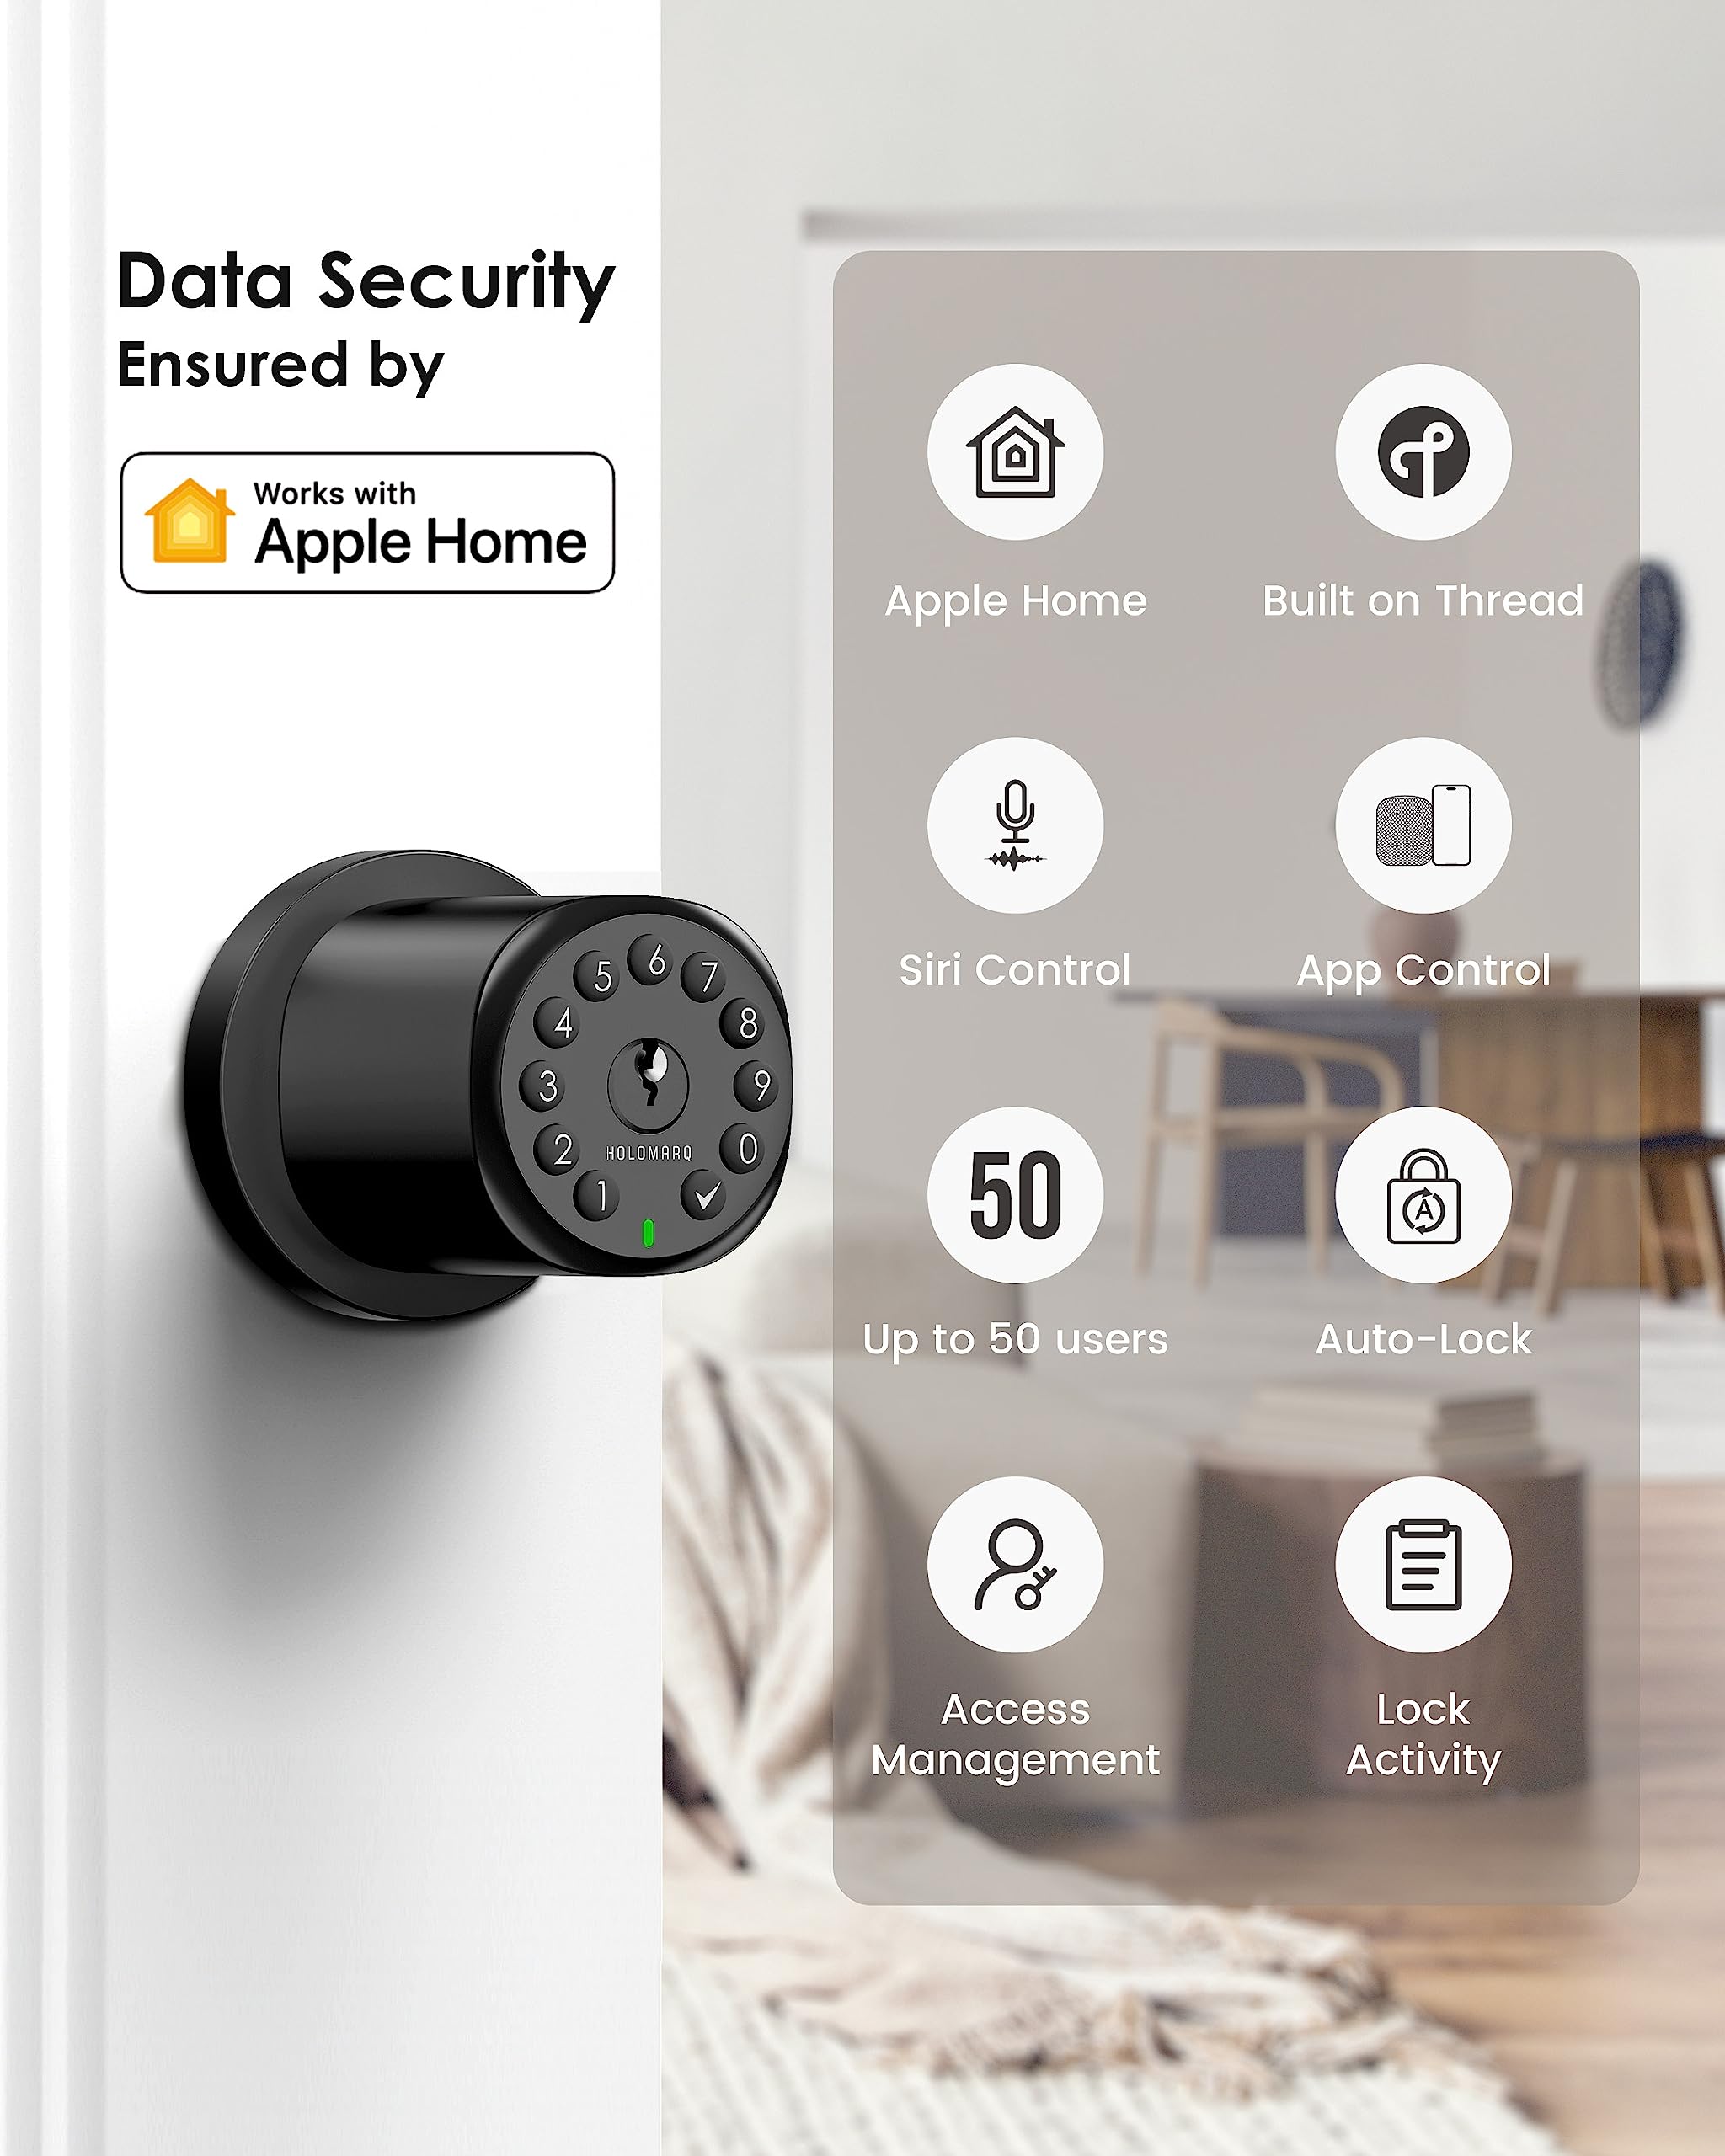 Data Security
Ensured by
Works with
Apple Home
5
6
7
4
8
3
9
2
HOLOMARQ
0
1
Apple Home
Built on Thread
Siri Control
App Control
50
A
Up to 50 users
Auto-Lock
Access
Management
Lock
Activity